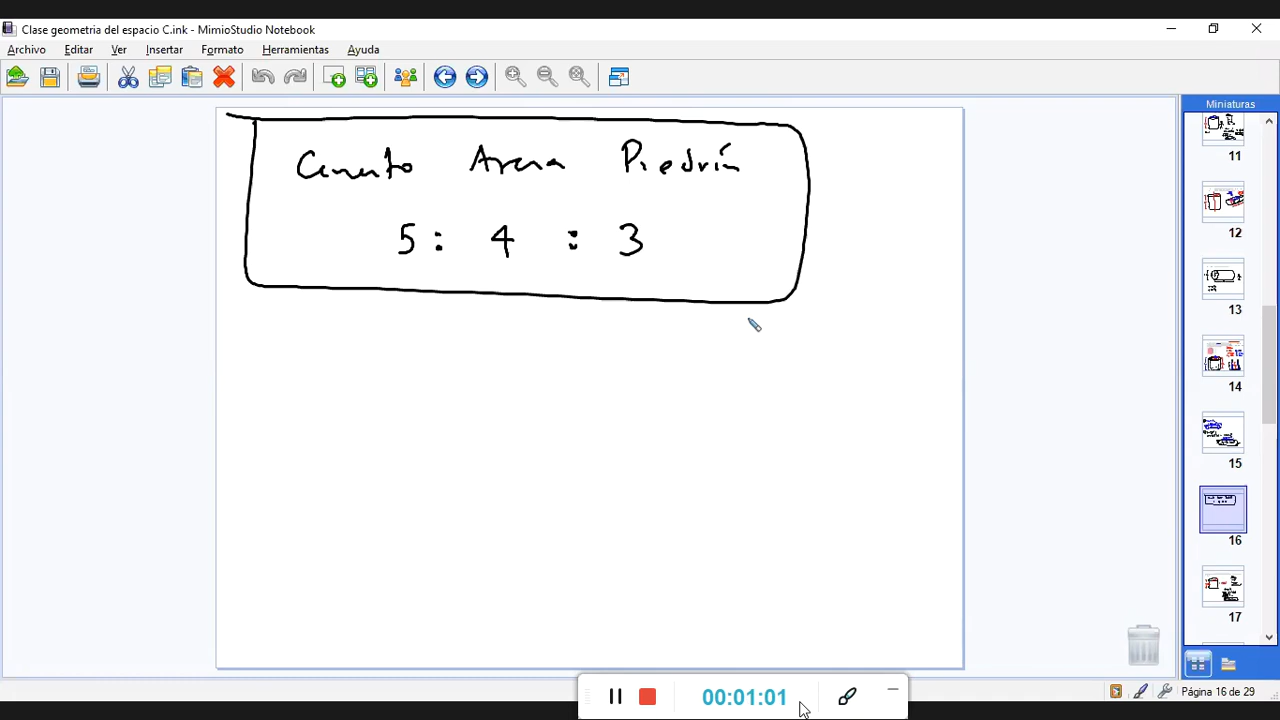 Clase geometria del espacio C.ink - MimioStudio Notebook
Archivo Editar Ver Insertar Formato Herramientas Ayuda
Cemento Arena Piedrín
5 : 4 : 3
Miniaturas
11
12
13
14
15
16
17
00:01:01
Página 16 de 29